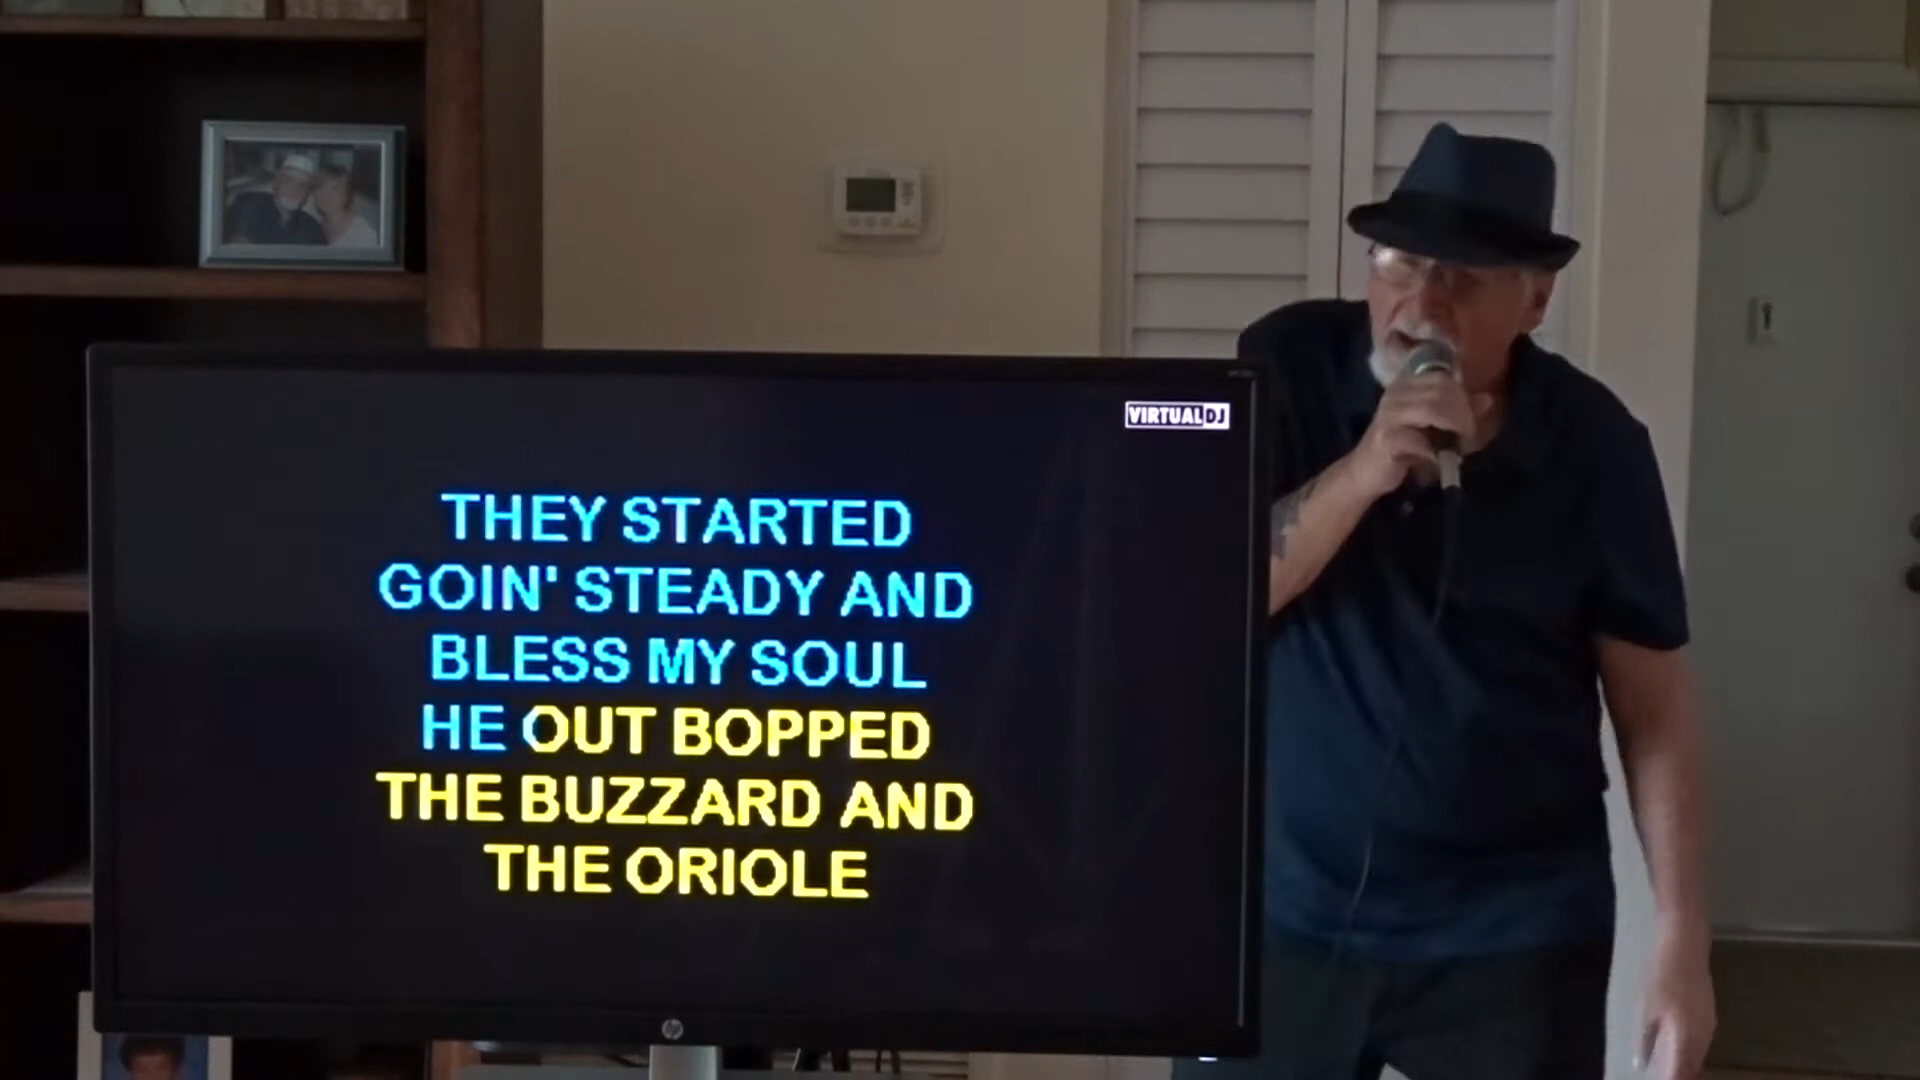 VIRTUALDJ
THEY STARTED
GOIN' STEADY AND
BLESS MY SOUL
HE OUT BOPPED
THE BUZZARD AND
THE ORIOLE
hp